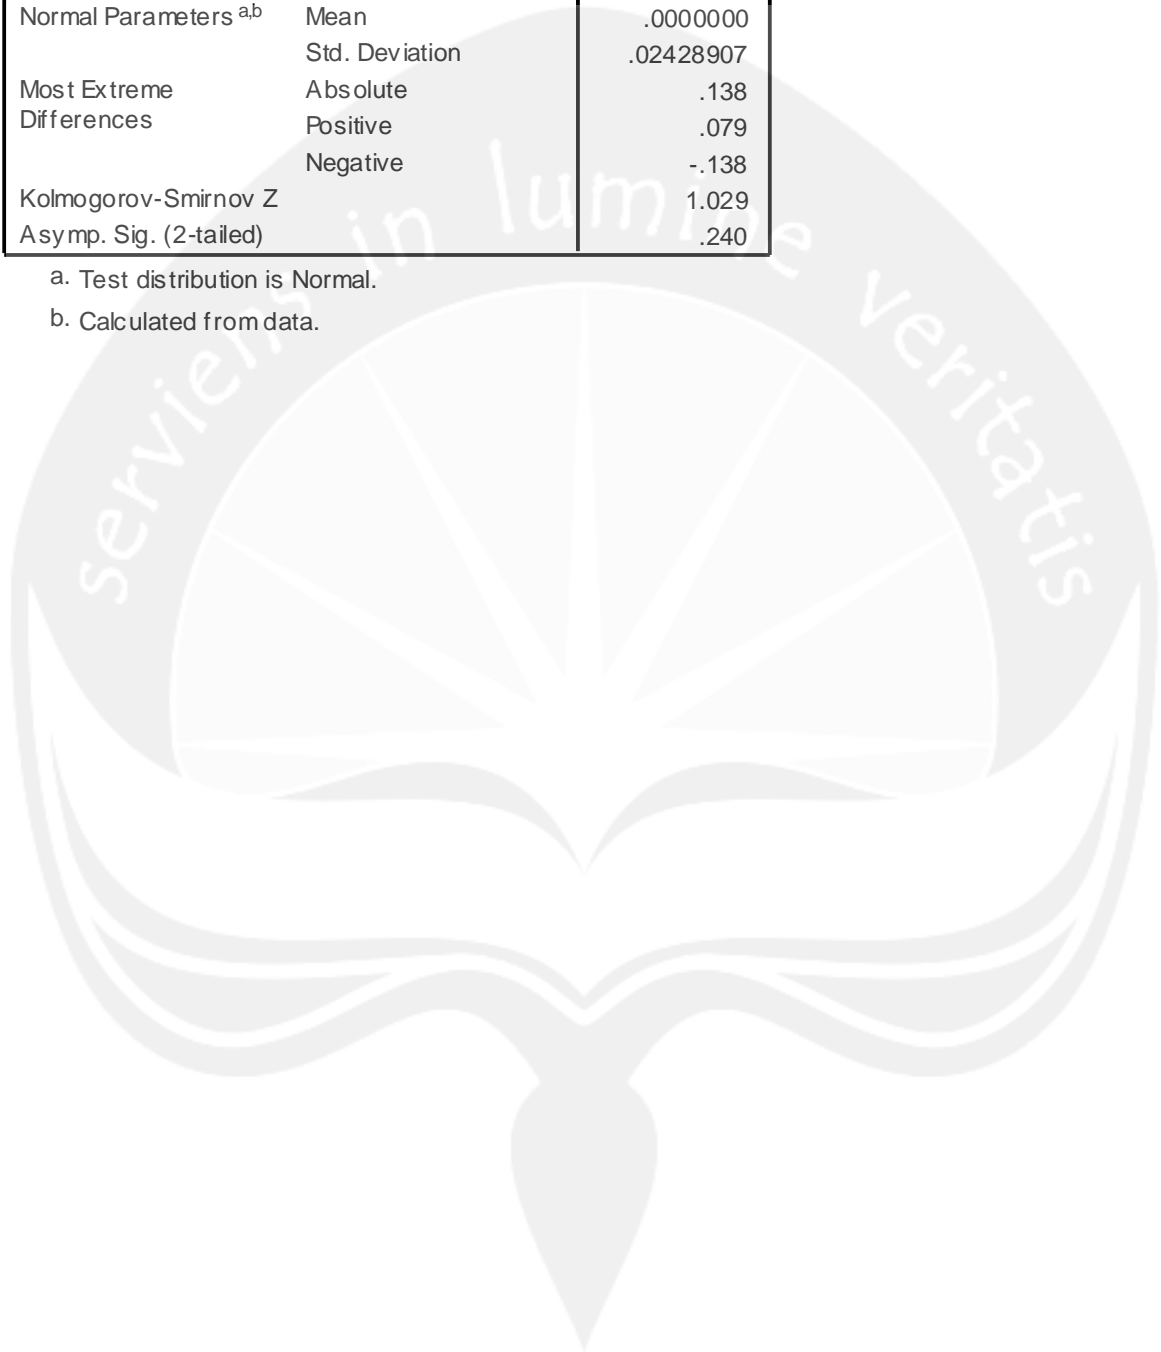 Normal Parameters a,b Mean .0000000
Std. Deviation .02428907
Most Extreme Differences Absolute .138
Positive .079
Negative -.138
Kolmogorov-Smirnov Z 1.029
Asymp. Sig. (2-tailed) .240
a. Test distribution is Normal.
b. Calculated from data.
serviens in lumine veritatis